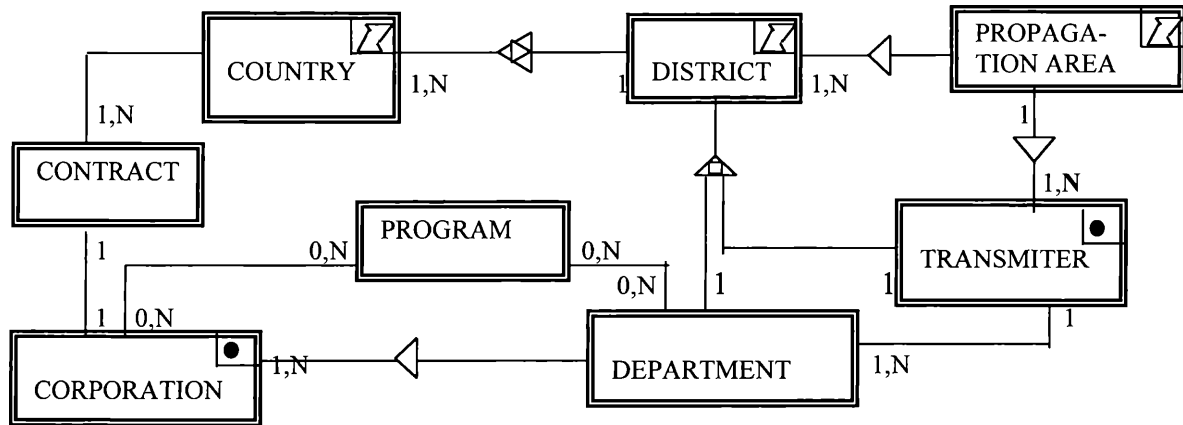 COUNTRY
DISTRICT
PROPAGA-
TION AREA
1,N
1
1,N
1
1,N
CONTRACT
1,N
PROGRAM
TRANSMITER
1
0,N
0,N
0,N
1
1
1
0,N
1
CORPORATION
1,N
DEPARTMENT
1,N